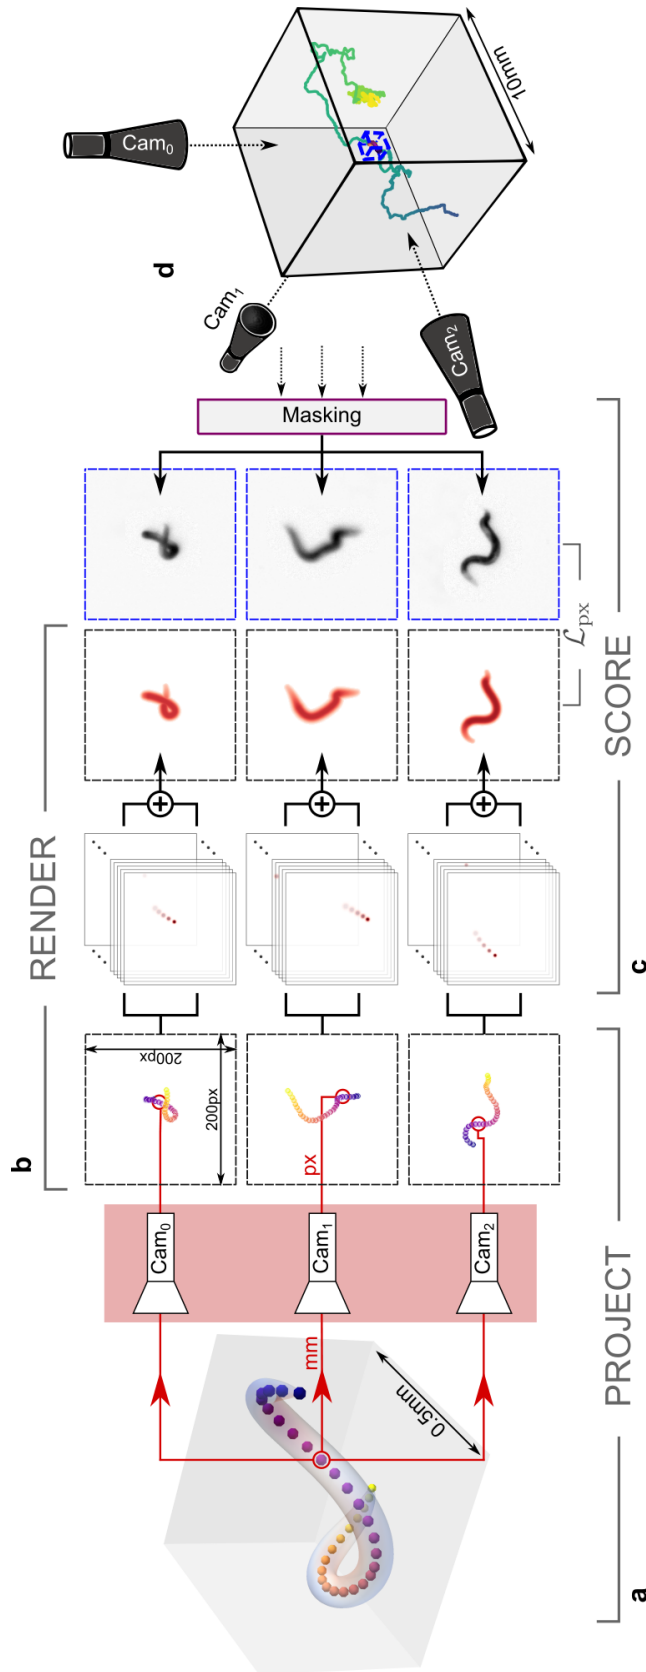 a
PROJECT
0.5mm
mm
Cam₀
Cam₁
Cam₂
px
b
RENDER
200px
200px
c
SCORE
ℒpx
Masking
d
Cam₀
Cam₁
Cam₂
10mm